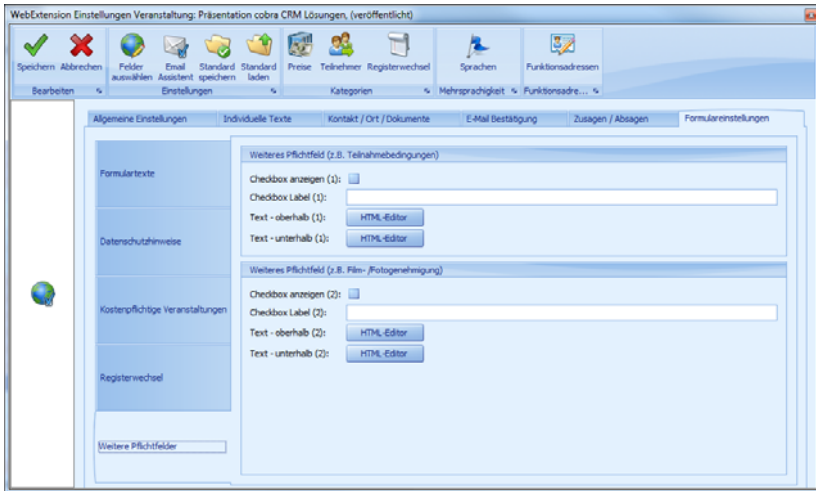 WebExtension Einstellungen Veranstaltung: Präsentation cobra CRM Lösungen, (veröffentlicht)
Speichern Abbrechen Felder auswählen Email Assistent Standard speichern Standard laden Preise Teilnehmer Registerwechsel Sprachen Funktionsadressen
Bearbeiten Einstellungen Kategorien Mehrsprachigkeit Funktionsadre...
Allgemeine Einstellungen Individuelle Texte Kontakt / Ort / Dokumente E-Mail Bestätigung Zusagen / Absagen Formulareinstellungen
Formulartexte
Datenschutzhinweise
Kostenpflichtige Veranstaltungen
Registerwechsel
Weitere Pflichtfelder
Weiteres Pflichtfeld (z.B. Teilnahmebedingungen)
Checkbox anzeigen (1):
Checkbox Label (1):
Text - oberhalb (1): HTML-Editor
Text - unterhalb (1): HTML-Editor
Weiteres Pflichtfeld (z.B. Film- /Fotogenehmigung)
Checkbox anzeigen (2):
Checkbox Label (2):
Text - oberhalb (2): HTML-Editor
Text - unterhalb (2): HTML-Editor